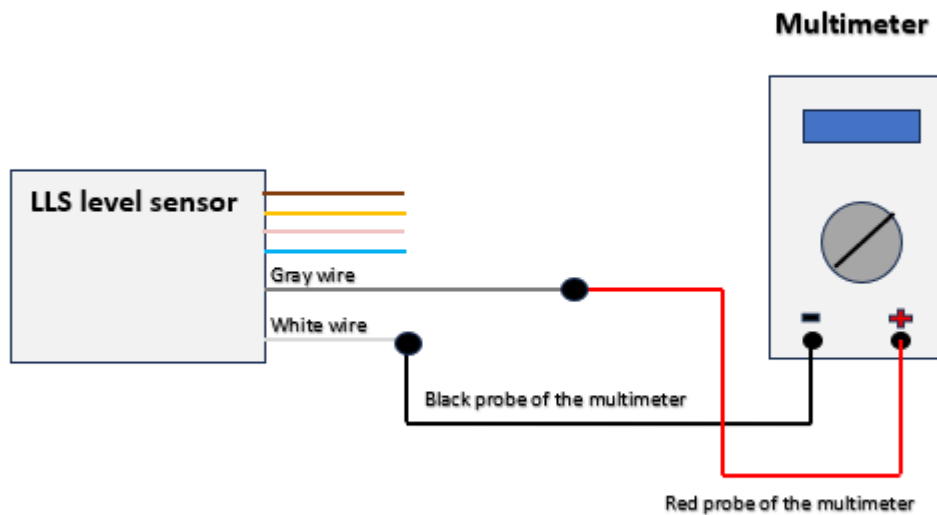 Multimeter
LLS level sensor
Gray wire
White wire
- +
Black probe of the multimeter
Red probe of the multimeter